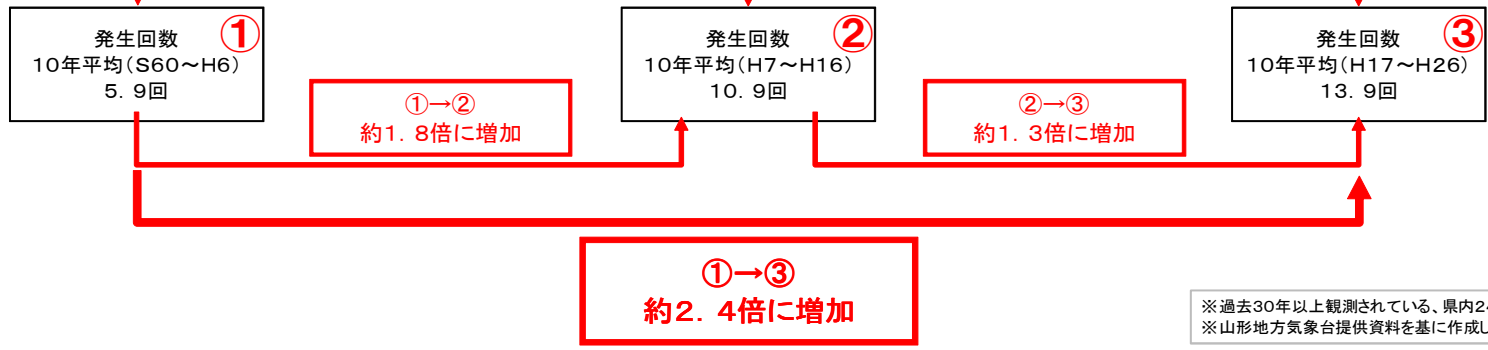 ①
発生回数
10年平均(S60～H6)
5.9回
①→②
約1.8倍に増加
②
発生回数
10年平均(H7～H16)
10.9回
②→③
約1.3倍に増加
③
発生回数
10年平均(H17～H26)
13.9回
①→③
約2.4倍に増加
※過去30年以上観測されている、県内2
※山形地方気象台提供資料を基に作成し